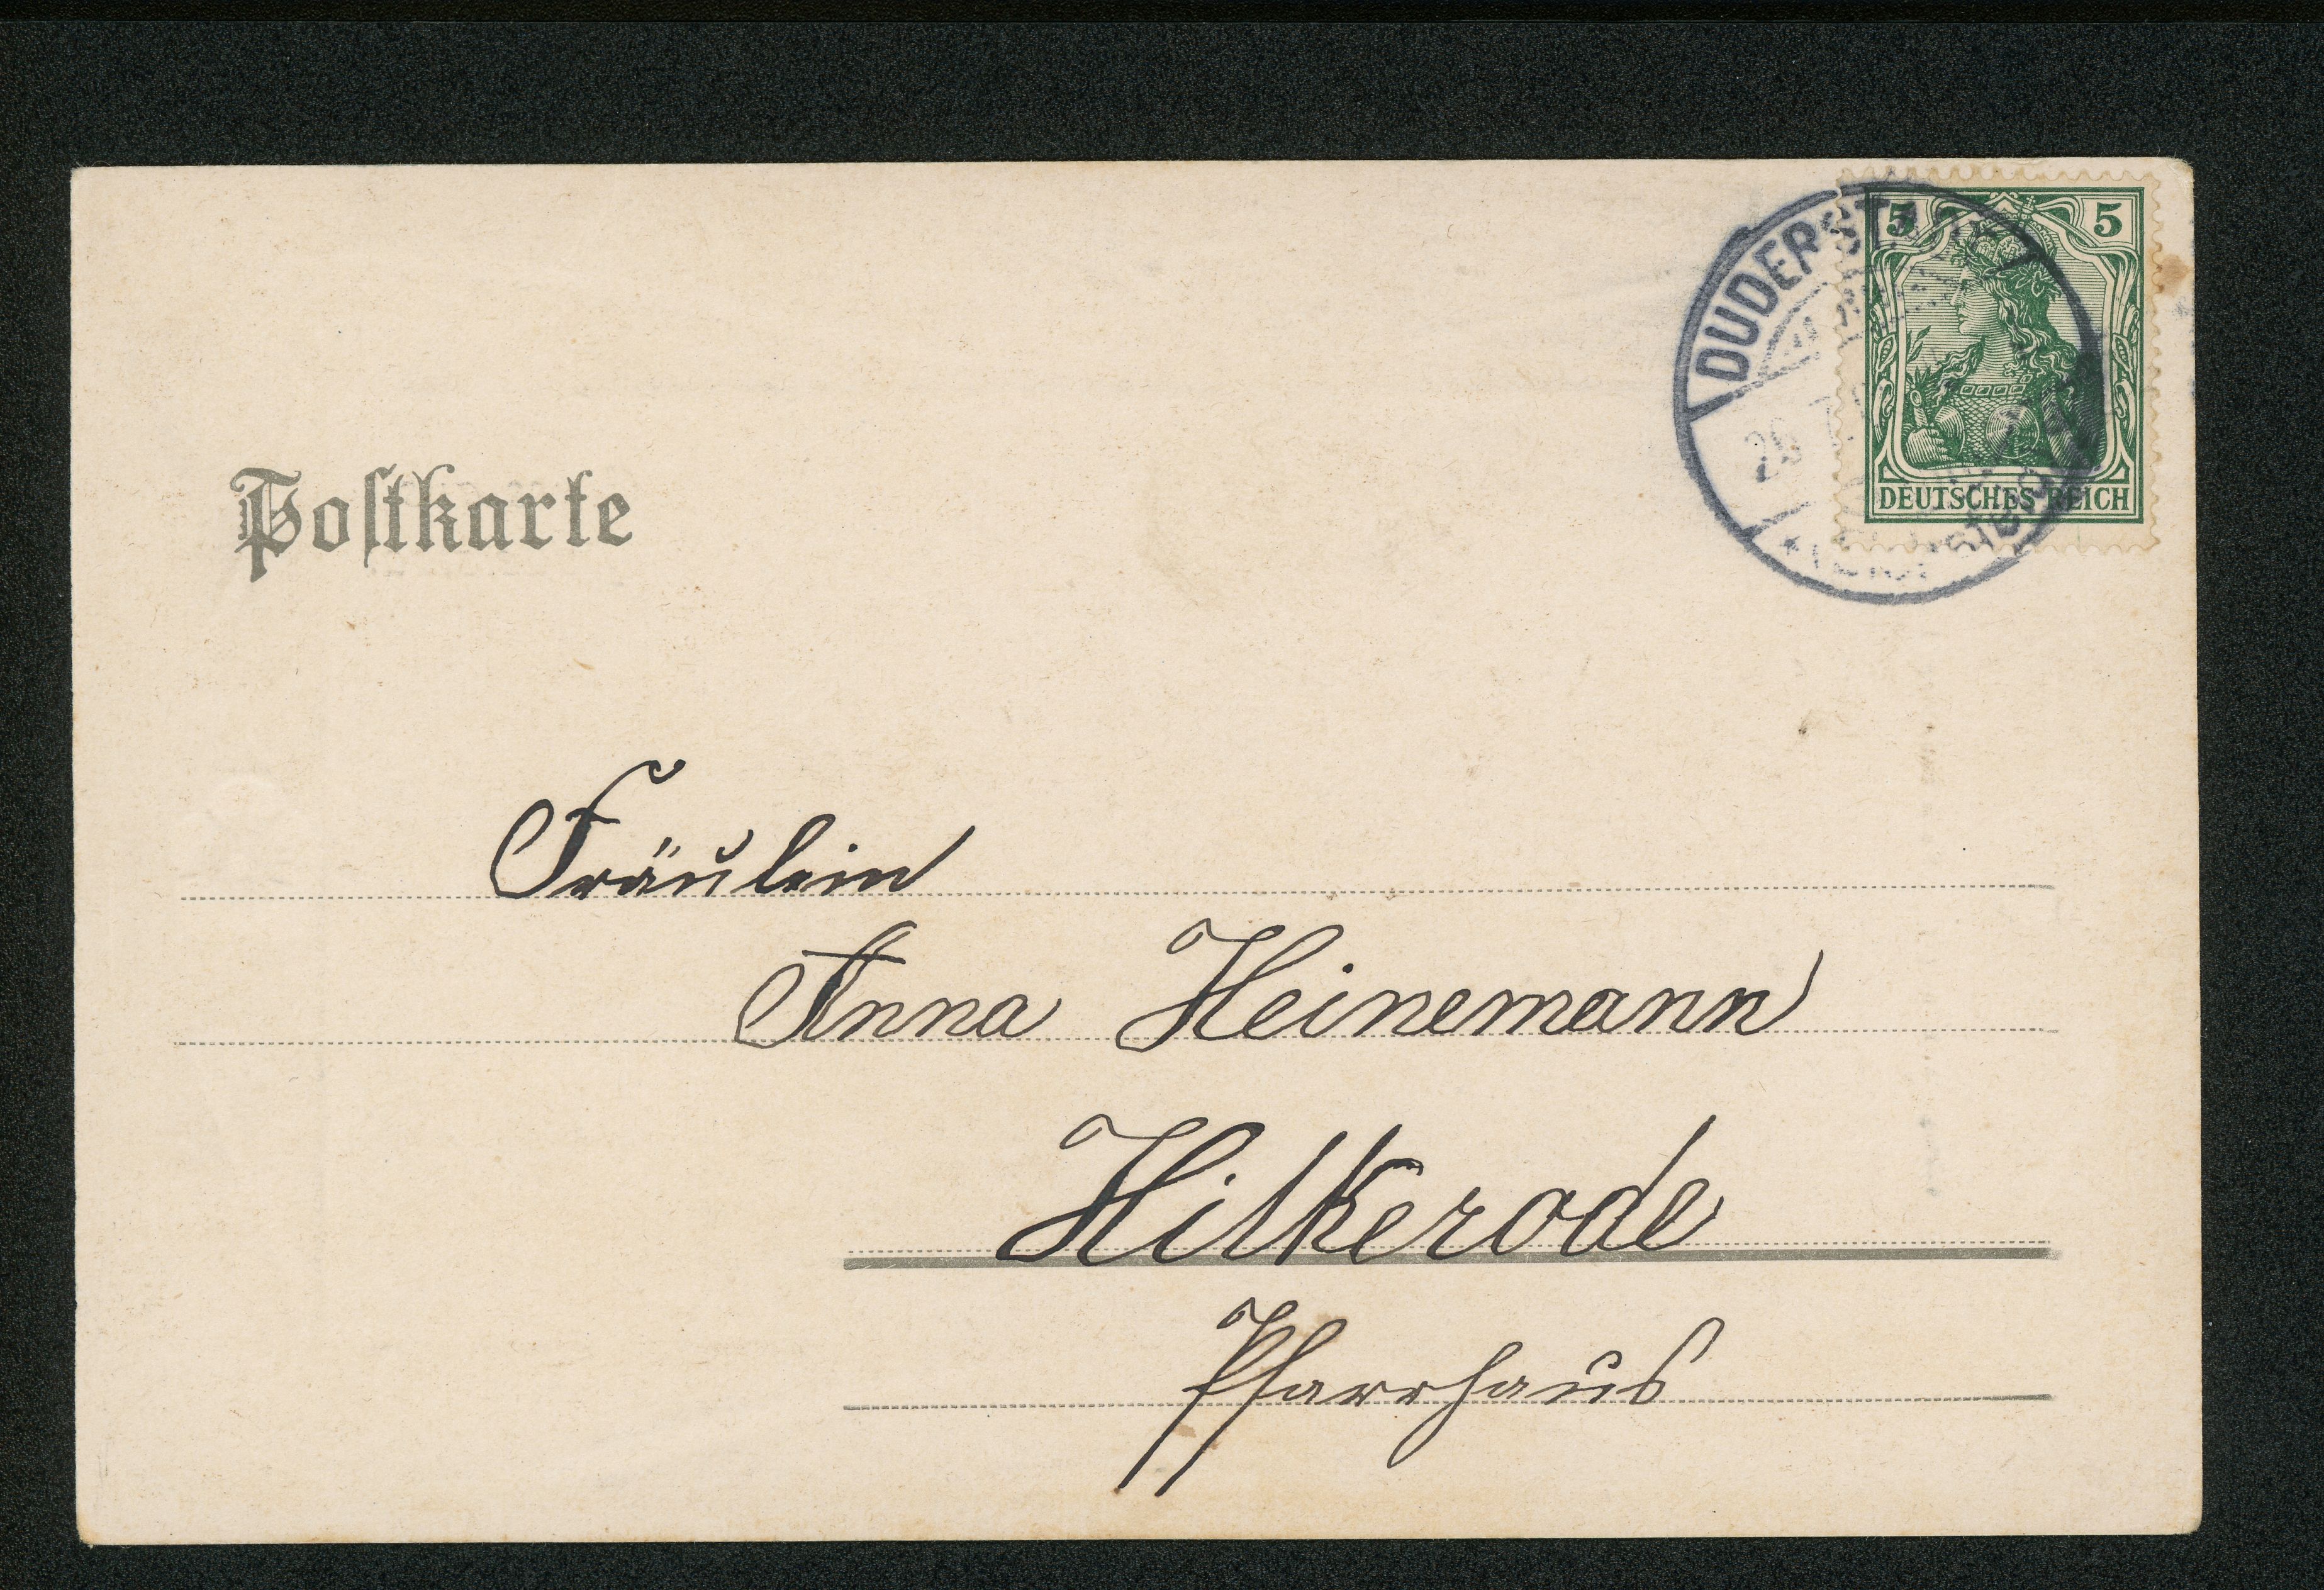 5 5
DUDERST
DEUTSCHES REICH
Postkarte
Fräulein
Anna Heinemann
Hilkerode
Pfarrhaus